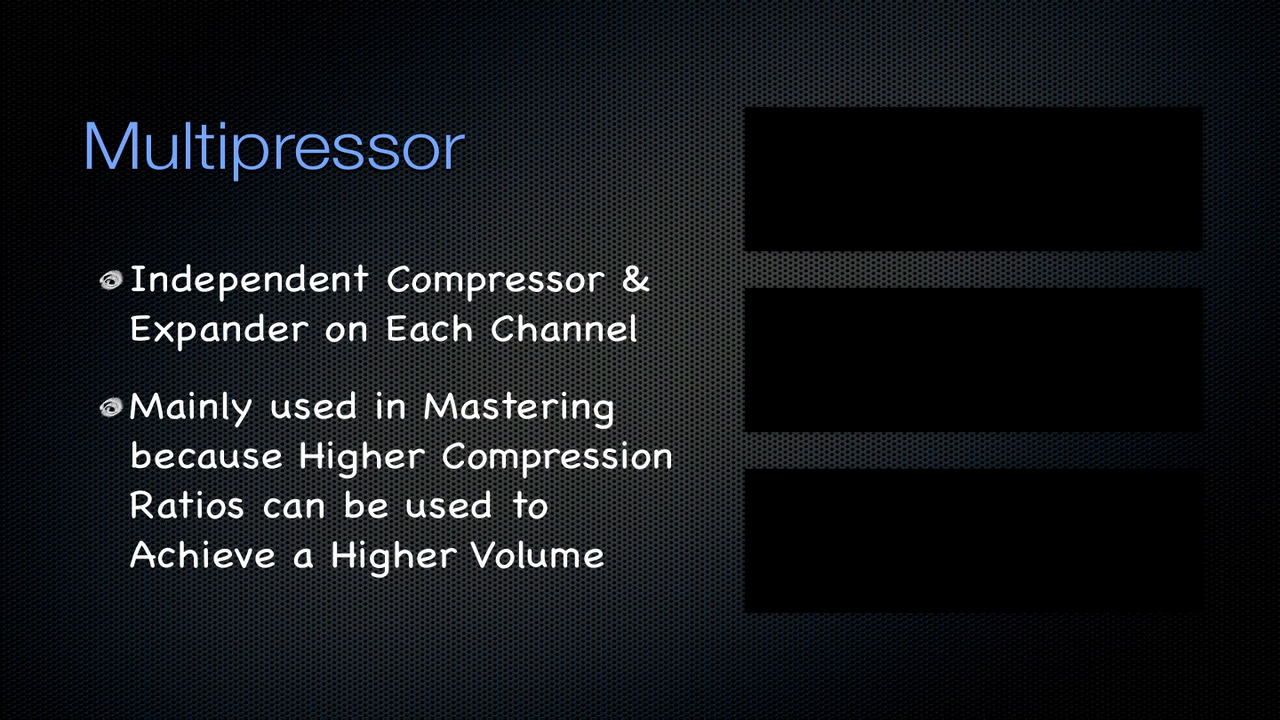 Multipressor
Independent Compressor &
Expander on Each Channel
Mainly used in Mastering
because Higher Compression
Ratios can be used to
Achieve a Higher Volume